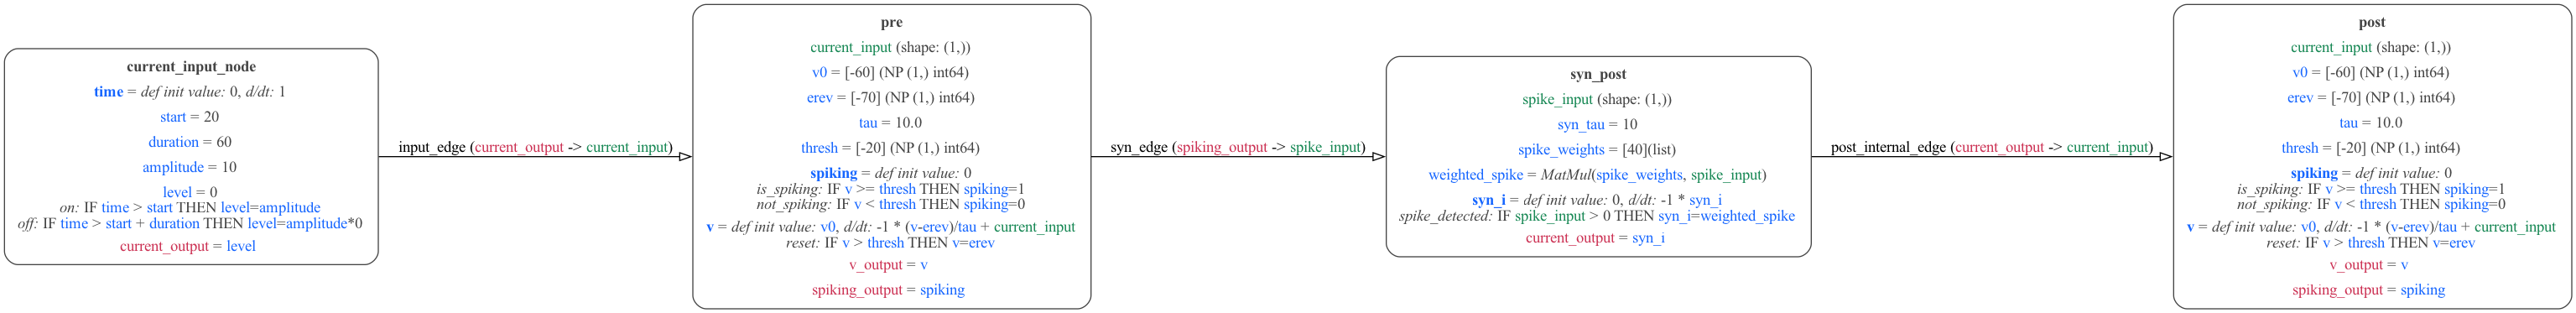 current_input_node
time = def init value: 0, d/dt: 1
start = 20
duration = 60
amplitude = 10
level = 0
on: IF time > start THEN level=amplitude
off: IF time > start + duration THEN level=amplitude*0
current_output = level
input_edge (current_output -> current_input)
pre
current_input (shape: (1,))
v0 = [-60] (NP (1,) int64)
erev = [-70] (NP (1,) int64)
tau = 10.0
thresh = [-20] (NP (1,) int64)
spiking = def init value: 0
is_spiking: IF v >= thresh THEN spiking=1
not_spiking: IF v < thresh THEN spiking=0
v = def init value: v0, d/dt: -1 * (v-erev)/tau + current_input
reset: IF v > thresh THEN v=erev
v_output = v
spiking_output = spiking
syn_edge (spiking_output -> spike_input)
syn_post
spike_input (shape: (1,))
syn_tau = 10
spike_weights = [40](list)
weighted_spike = MatMul(spike_weights, spike_input)
syn_i = def init value: 0, d/dt: -1 * syn_i
spike_detected: IF spike_input > 0 THEN syn_i=weighted_spike
current_output = syn_i
post_internal_edge (current_output -> current_input)
post
current_input (shape: (1,))
v0 = [-60] (NP (1,) int64)
erev = [-70] (NP (1,) int64)
tau = 10.0
thresh = [-20] (NP (1,) int64)
spiking = def init value: 0
is_spiking: IF v >= thresh THEN spiking=1
not_spiking: IF v < thresh THEN spiking=0
v = def init value: v0, d/dt: -1 * (v-erev)/tau + current_input
reset: IF v > thresh THEN v=erev
v_output = v
spiking_output = spiking